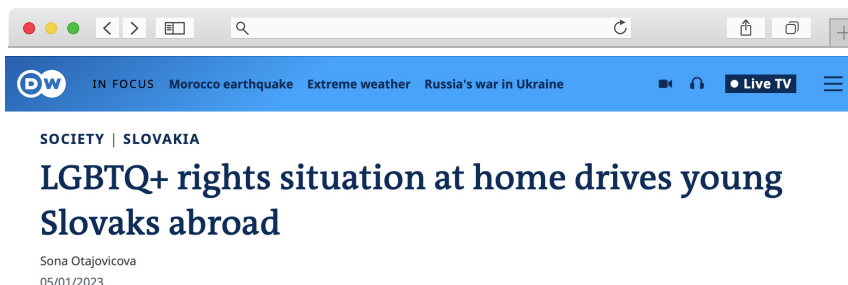 DW IN FOCUS Morocco earthquake Extreme weather Russia's war in Ukraine Live TV
SOCIETY | SLOVAKIA
LGBTQ+ rights situation at home drives young
Slovaks abroad
Sona Otajovicova
05/01/2023